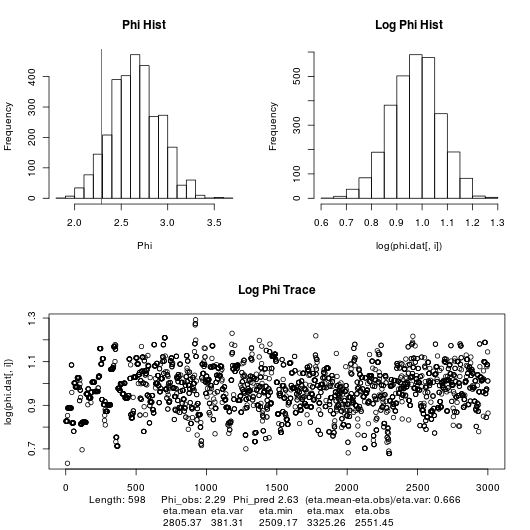 Phi Hist
Log Phi Hist
Frequency
0 100 200 300 400
2.0 2.5 3.0 3.5
Phi
Frequency
0 100 300 500
0.6 0.7 0.8 0.9 1.0 1.1 1.2 1.3
log(phi.dat[, i])
Log Phi Trace
log(phi.dat[, i])
0.7 0.9 1.1 1.3
0 500 1000 1500 2000 2500 3000
Length: 598 Phi_obs: 2.29 Phi_pred 2.63 (eta.mean-eta.obs)/eta.var: 0.666
eta.mean eta.var eta.min eta.max eta.obs
2805.37 381.31 2509.17 3325.26 2551.45